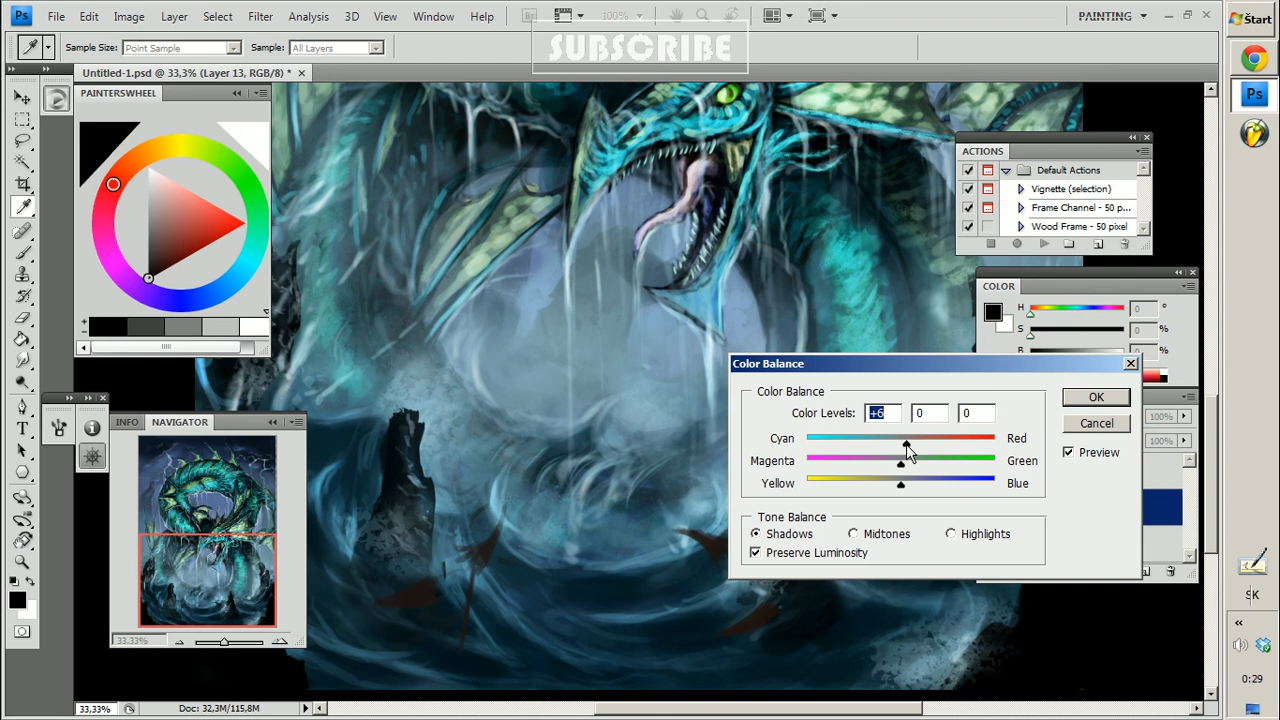 Ps File Edit Image Layer Select Filter Analysis 3D View Window Help Br 100% PAINTING
SUBSCRIBE
Sample Size: Point Sample Sample: All Layers
Untitled-1.psd @ 33,3% (Layer 13, RGB/8) *
PAINTERSWHEEL
ACTIONS
Default Actions
Vignette (selection)
Frame Channel - 50 p...
Wood Frame - 50 pixel
COLOR
H 0 °
S 0 %
B %
Color Balance
Color Balance
Color Levels: +6 0 0
Cyan Red
Magenta Green
Yellow Blue
Tone Balance
Shadows Midtones Highlights
Preserve Luminosity
OK
Cancel
Preview
100%
100%
INFO NAVIGATOR
33.33%
33,33% Doc: 32,3M/115,8M
Štart
Ps
SK
«
0:29